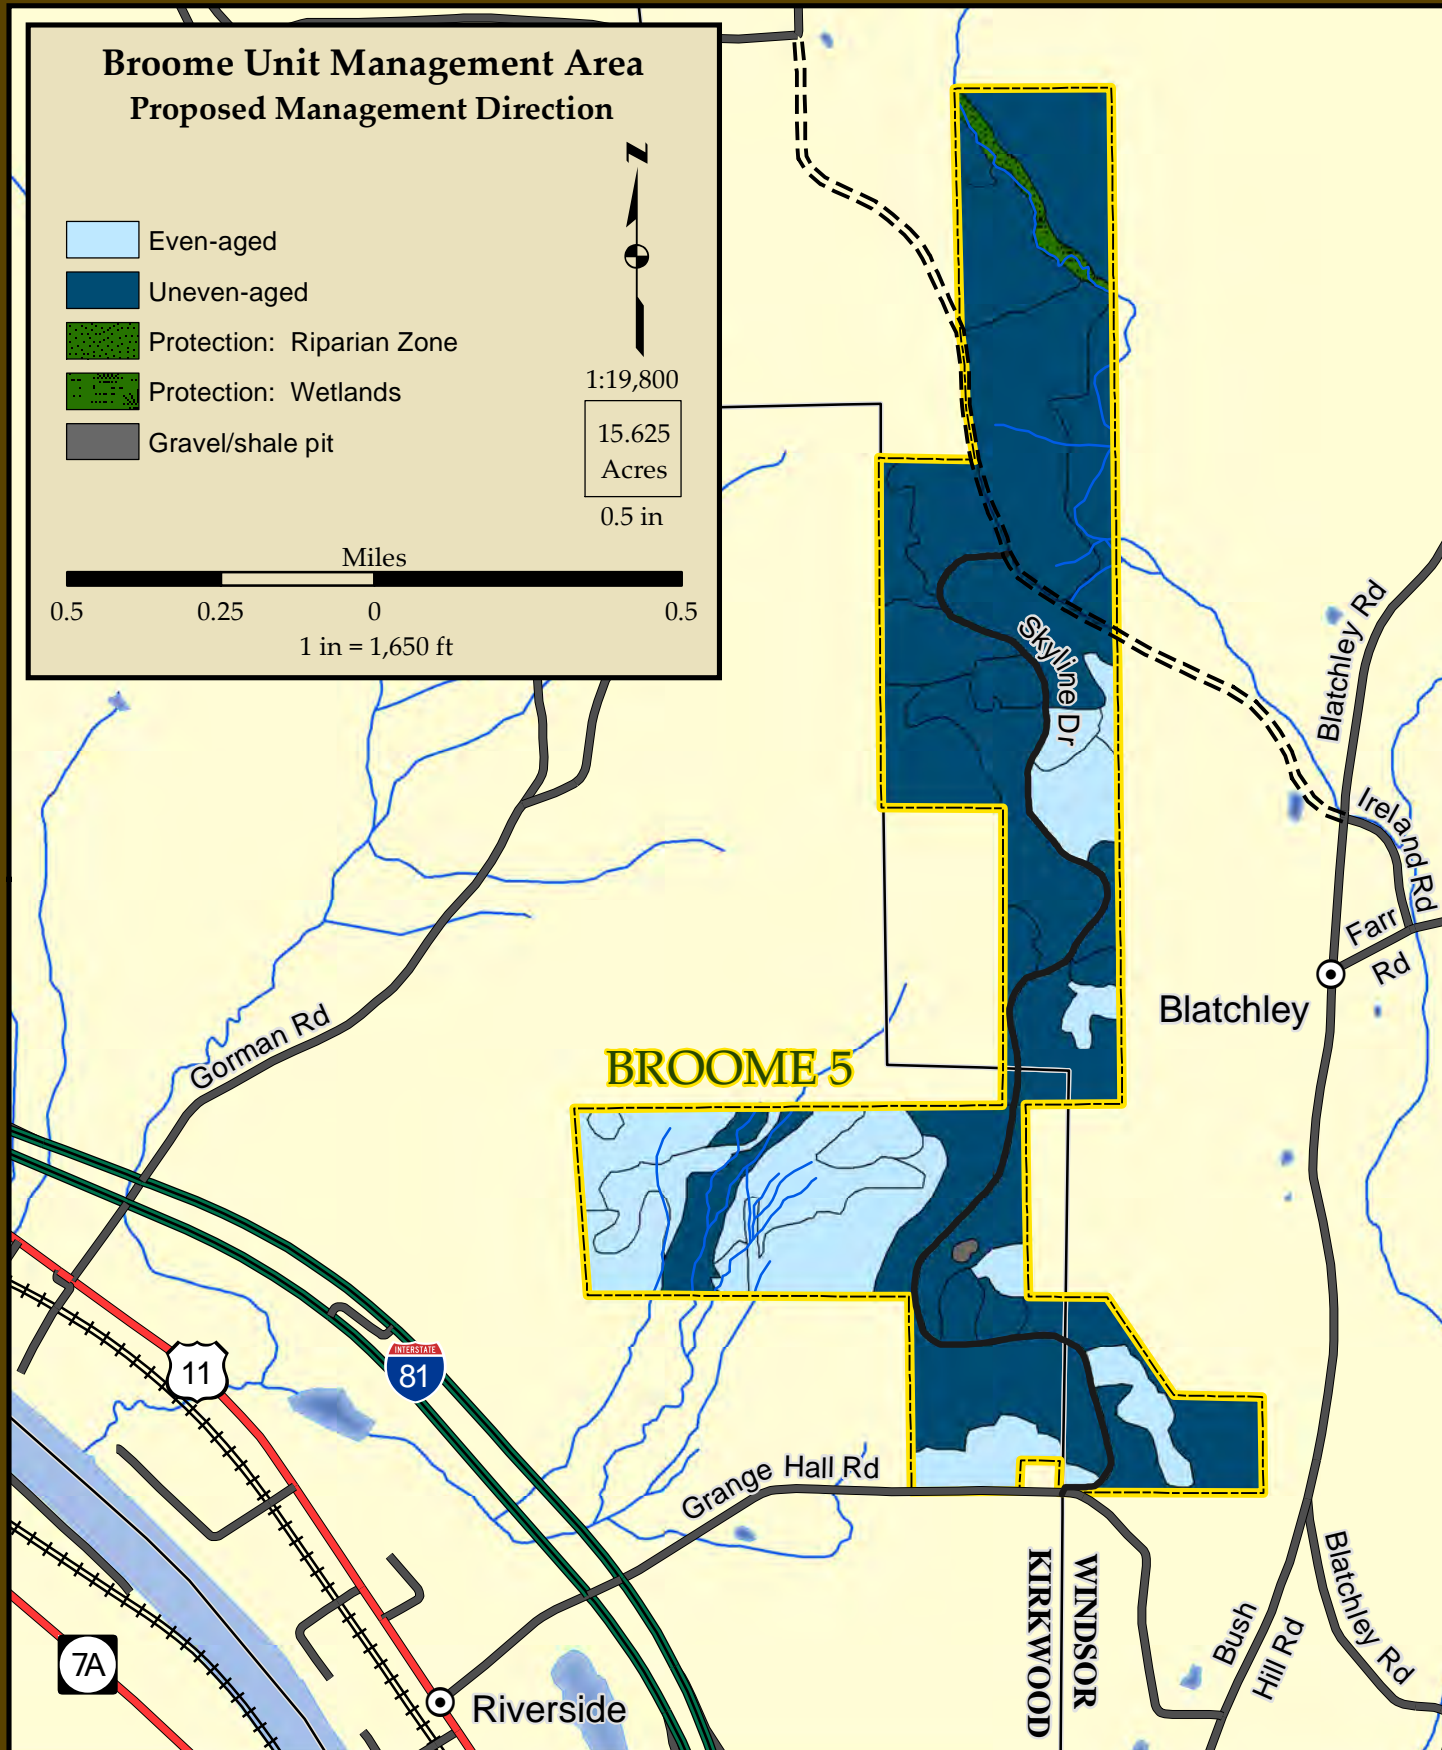 Broome Unit Management Area
Proposed Management Direction
N
Even-aged
Uneven-aged
Protection: Riparian Zone
Protection: Wetlands
Gravel/shale pit
1:19,800
15.625
Acres
0.5 in
Miles
0.5 0.25 0 0.5
1 in = 1,650 ft
Skyline Dr
Blatchley Rd
Ireland Rd
Farr
Rd
Blatchley
Gorman Rd
BROOME 5
11
INTERSTATE
81
Grange Hall Rd
KIRKWOOD
WINDSOR
Bush
Hill Rd
Blatchley Rd
7A
Riverside